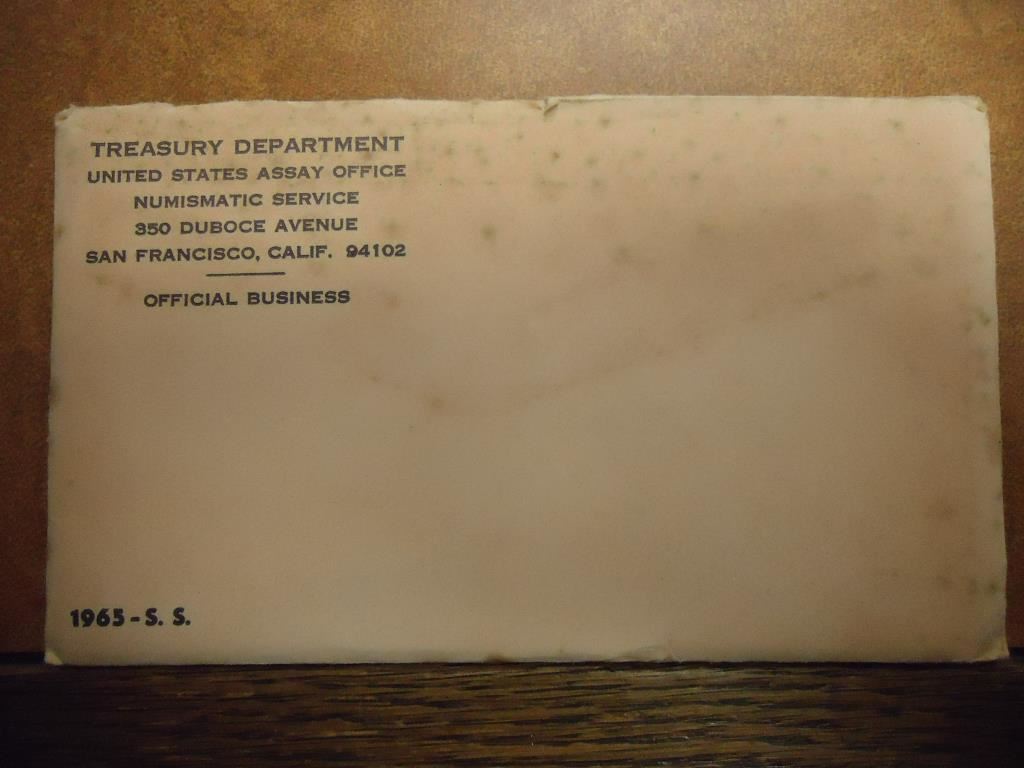 TREASURY DEPARTMENT
UNITED STATES ASSAY OFFICE
NUMISMATIC SERVICE
350 DUBOCE AVENUE
SAN FRANCISCO, CALIF. 94102
OFFICIAL BUSINESS
1965-S. S.